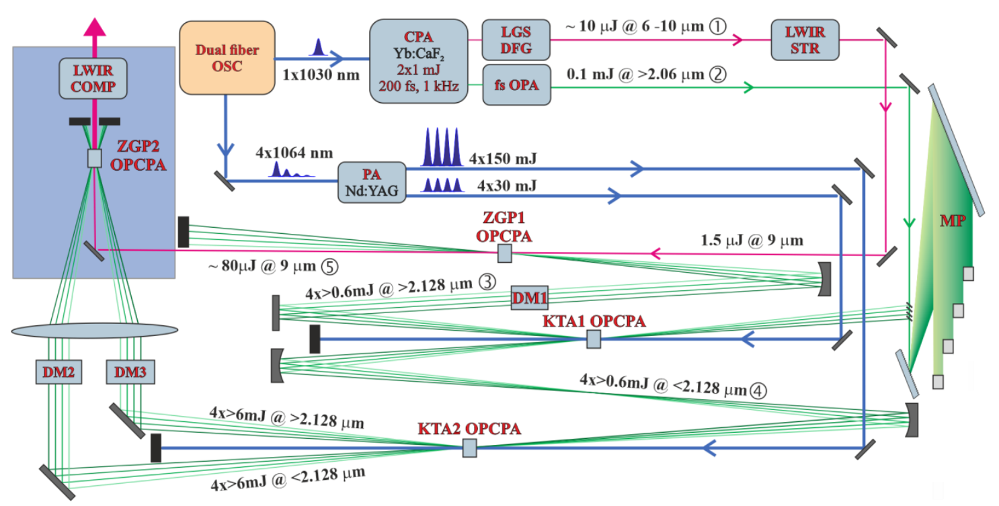 LWIR
COMP
ZGP2
OPCPA
Dual fiber
OSC
1x1030 nm
CPA
Yb:CaF₂
2x1 mJ
200 fs, 1 kHz
LGS
DFG
~ 10 μJ @ 6 -10 μm ①
LWIR
STR
fs OPA
0.1 mJ @ >2.06 μm ②
4x1064 nm
PA
Nd:YAG
4x150 mJ
4x30 mJ
MP
ZGP1
OPCPA
1.5 μJ @ 9 μm
~ 80μJ @ 9 μm ⑤
4x>0.6mJ @ >2.128 μm ③
DM1
KTA1 OPCPA
DM2
DM3
4x>0.6mJ @ <2.128 μm④
4x>6mJ @ >2.128 μm
KTA2 OPCPA
4x>6mJ @ <2.128 μm